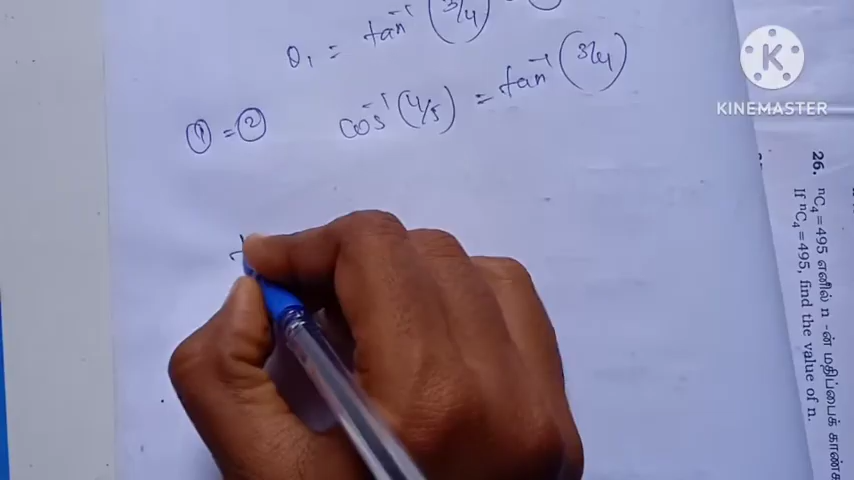 θ₁ = tan⁻¹ (3/4)
① = ② cos⁻¹ (4/5) = tan⁻¹ (3/4)
KINEMASTER
26. ⁿC₄ = 495 எனில் n -ன் மதிப்பைக்
If ⁿC₄ = 495, find the value of n.